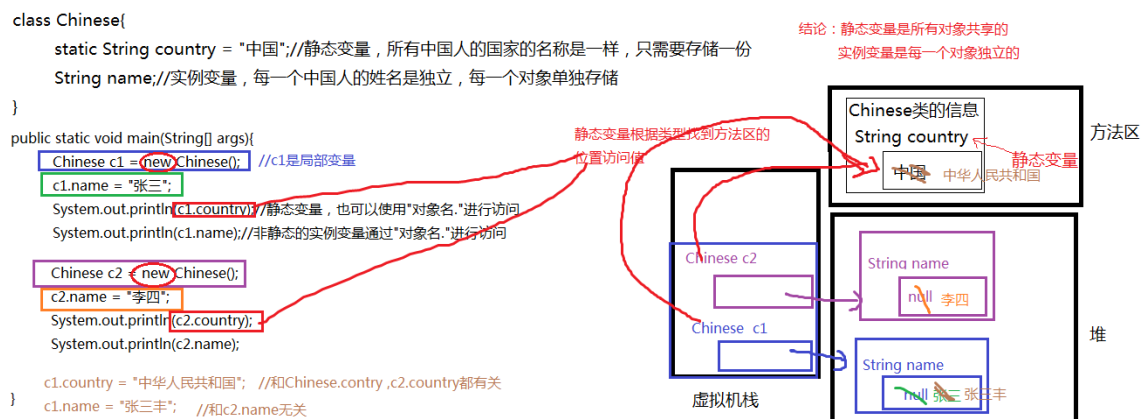 class Chinese{
static String country = "中国";//静态变量，所有中国人的国家的名称是一样，只需要存储一份
String name;//实例变量，每一个中国人的姓名是独立，每一个对象单独存储
}
public static void main(String[] args){
Chinese c1 = new Chinese(); //c1是局部变量
c1.name = "张三";
System.out.println(c1.country);//静态变量，也可以使用"对象名."进行访问
System.out.println(c1.name);//非静态的实例变量通过"对象名."进行访问
Chinese c2 = new Chinese();
c2.name = "李四";
System.out.println(c2.country);
System.out.println(c2.name);
c1.country = "中华人民共和国"; //和Chinese.contry ,c2.country都有关
c1.name = "张三丰"; //和c2.name无关
}
结论：静态变量是所有对象共享的
实例变量是每一个对象独立的
静态变量根据类型找到方法区的
位置访问值
Chinese类的信息
String country
静态变量
中国 中华人民共和国
方法区
Chinese c2
Chinese c1
虚拟机栈
String name
null 李四
String name
null 张三 张三丰
堆